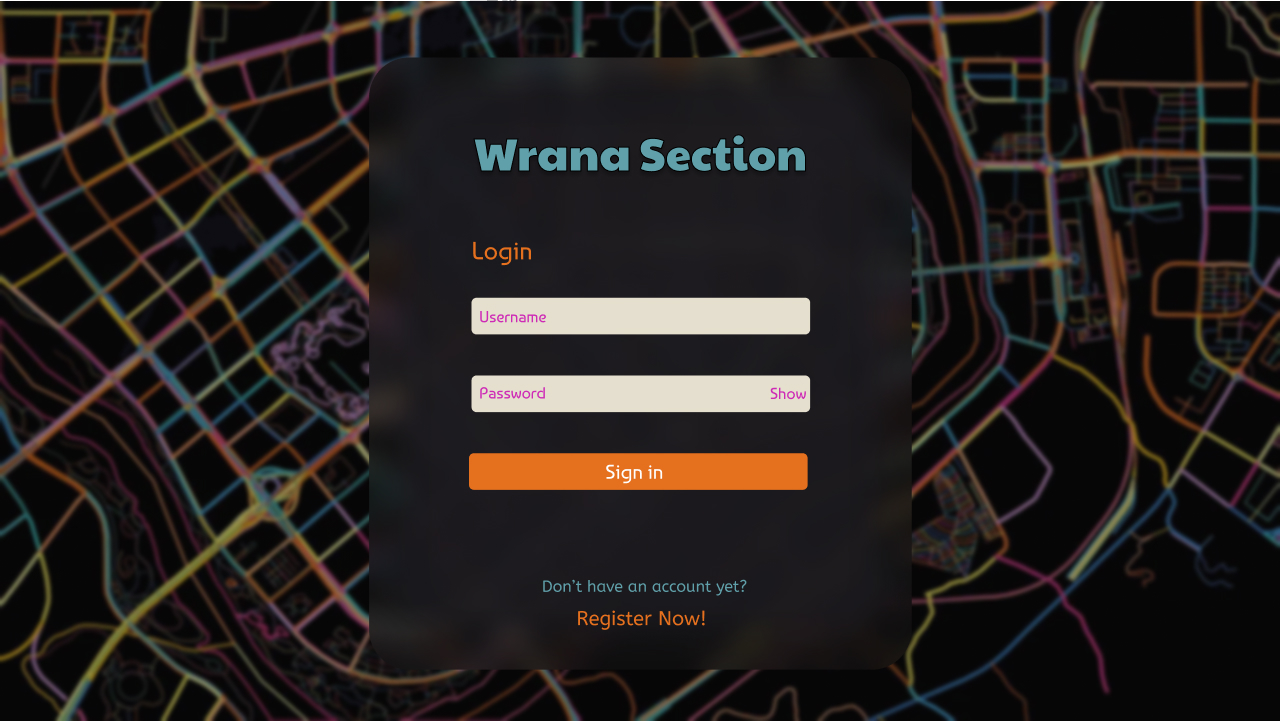 Wrana Section
Login
Username
Password Show
Sign in
Don't have an account yet?
Register Now!